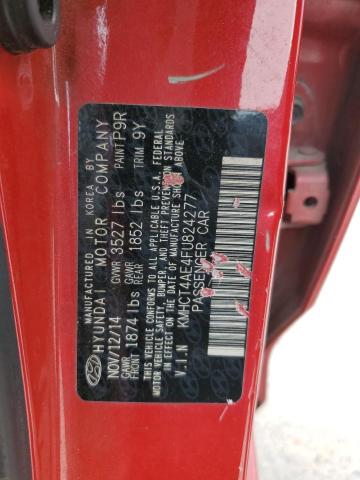 MANUFACTURED IN KOREA BY
HYUNDAI MOTOR COMPANY
NOV/12/14 GVWR 3527 lbs PAINT P9R
GAWR FRONT 1874 lbs GAWR REAR 1852 lbs TRIM 9Y
THIS VEHICLE CONFORMS TO ALL APPLICABLE U.S.A. FEDERAL
MOTOR VEHICLE SAFETY, BUMPER, AND THEFT PREVENTION STANDARDS
IN EFFECT ON THE DATE OF MANUFACTURE SHOWN ABOVE
V.I.N KMHCT4AE4FU824277
PASSENGER CAR